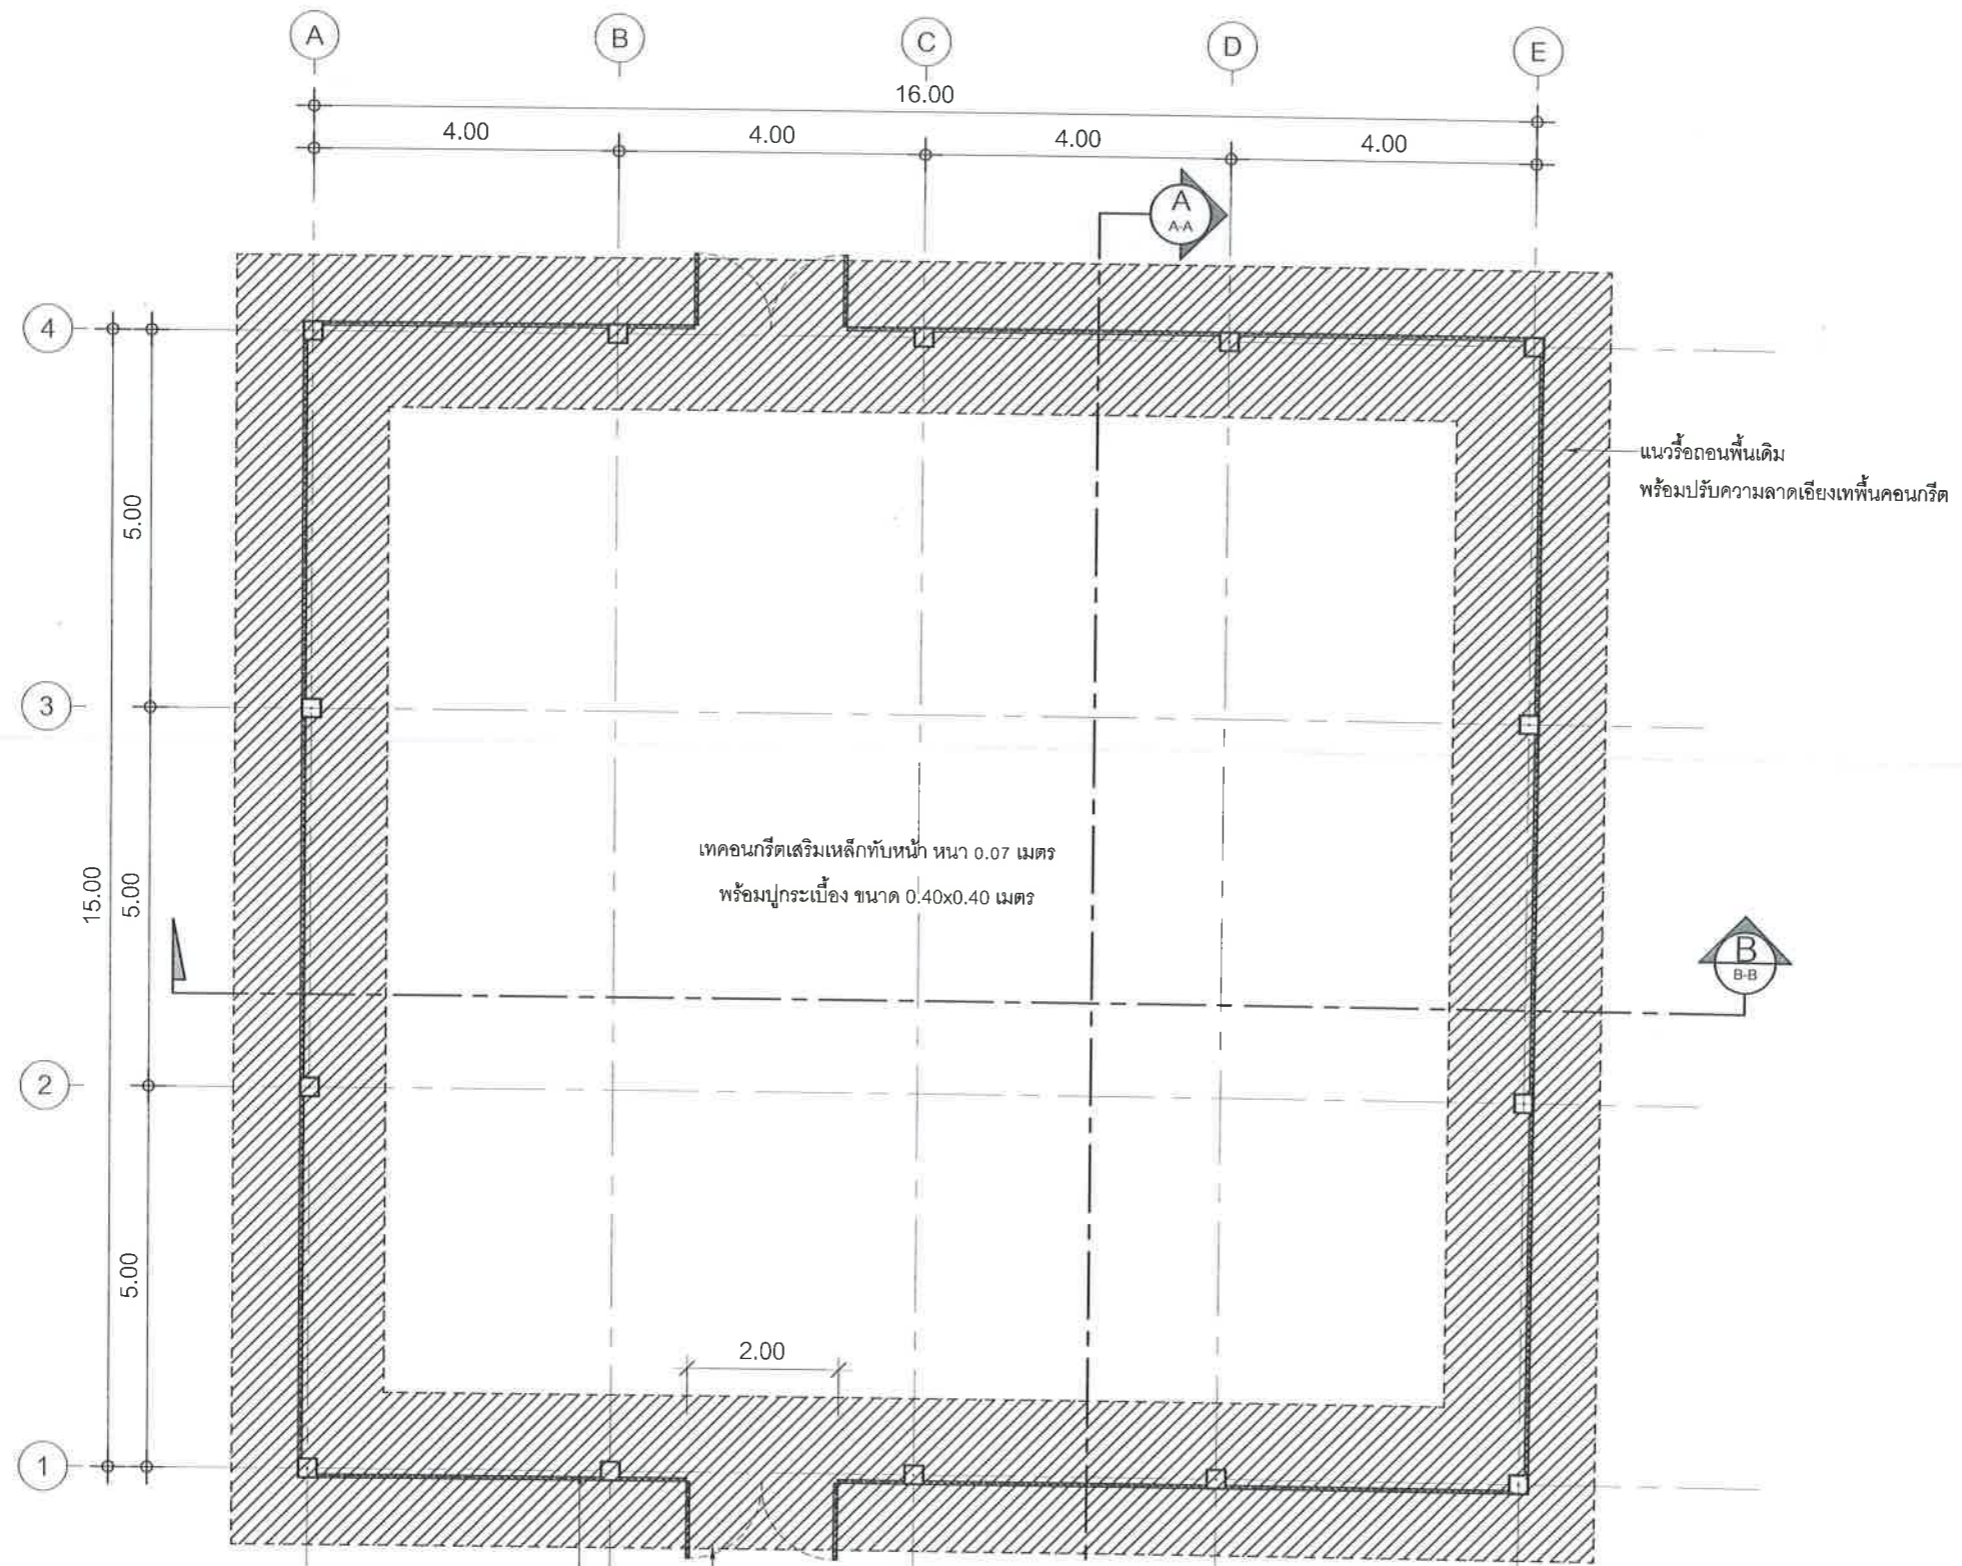 A
B
C
D
E
16.00
4.00
4.00
4.00
4.00
A
A-A
4
แนวรื้อถอนพื้นเดิม
พร้อมปรับความลาดเอียงเทพื้นคอนกรีต
5.00
3
เทคอนกรีตเสริมเหล็กทับหน้า หนา 0.07 เมตร
พร้อมปูกระเบื้อง ขนาด 0.40x0.40 เมตร
15.00
5.00
B
B-B
2
5.00
2.00
1